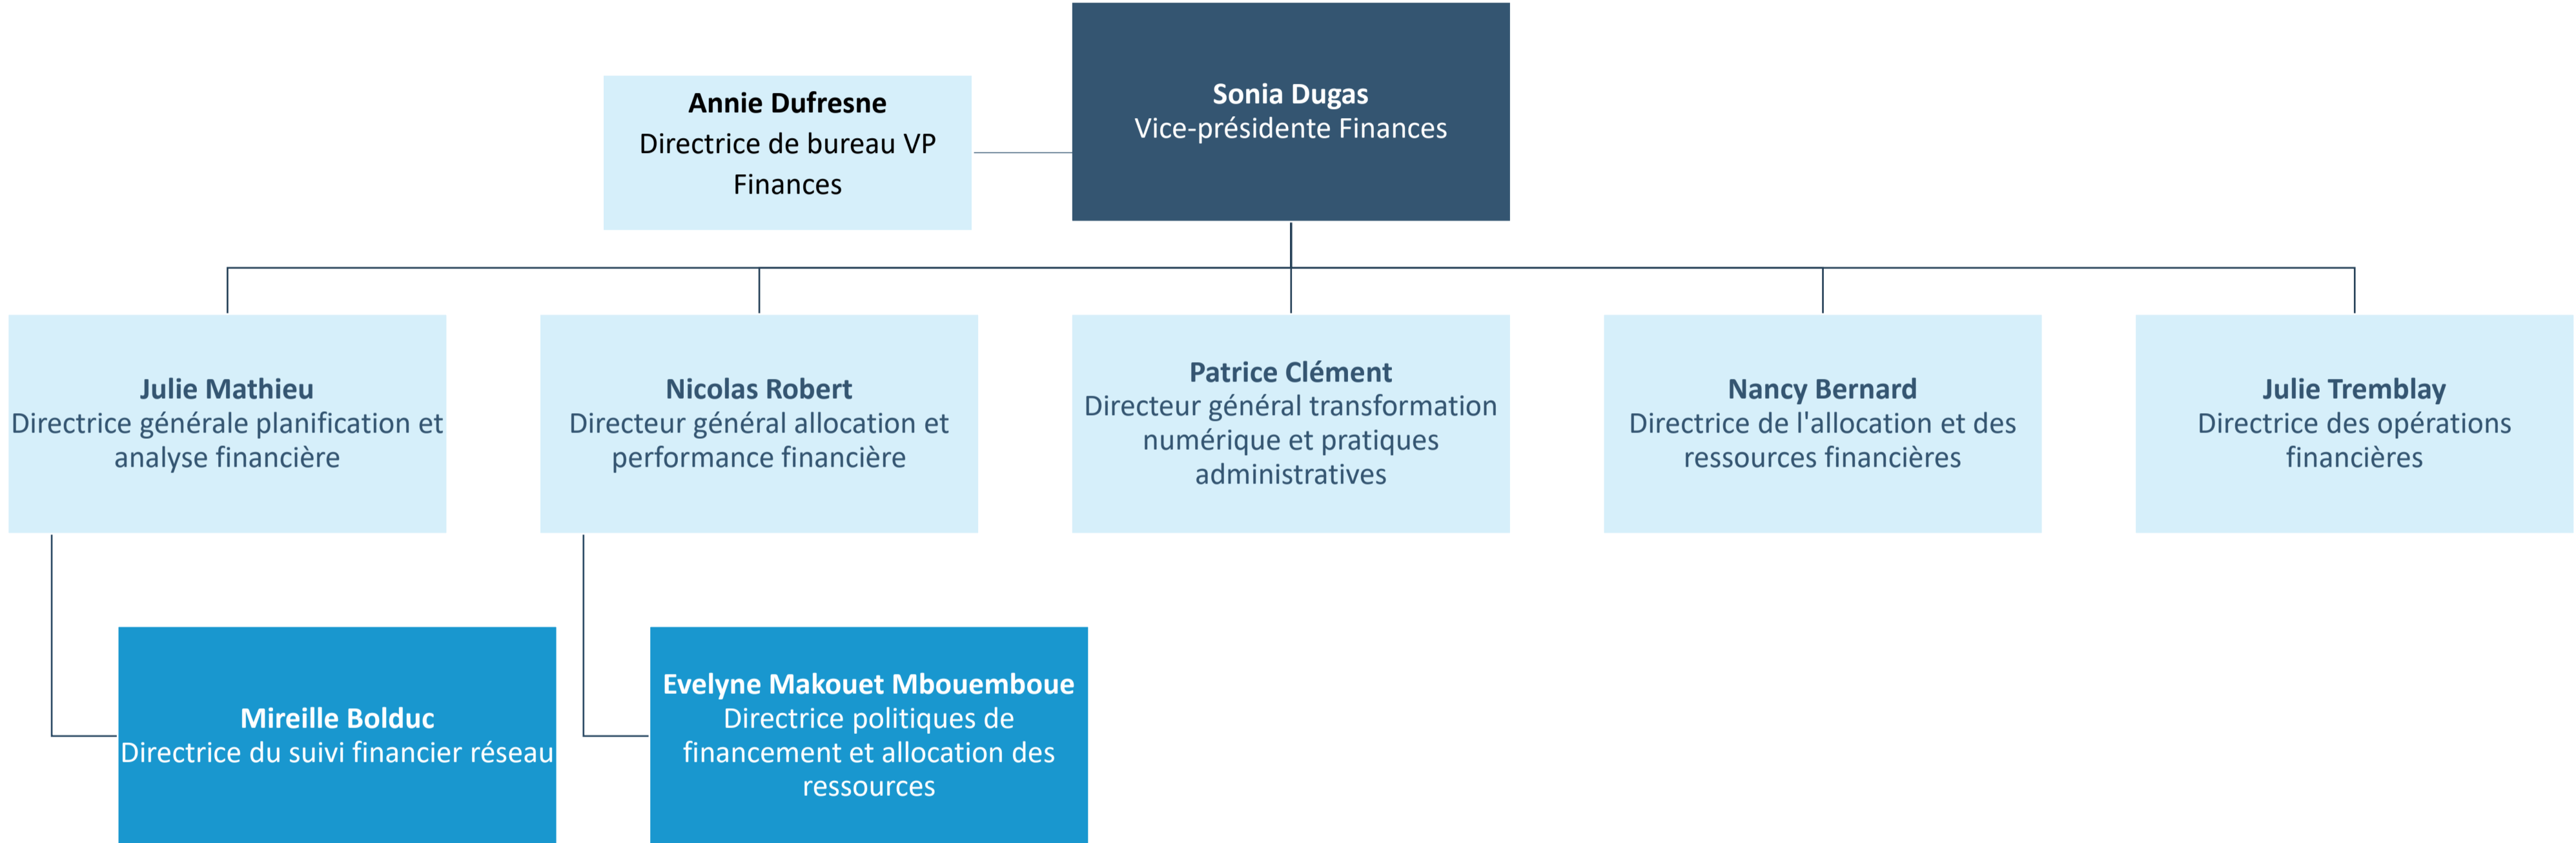 Annie Dufresne
Directrice de bureau VP
Finances
Sonia Dugas
Vice-présidente Finances
Julie Mathieu
Directrice générale planification et
analyse financière
Nicolas Robert
Directeur général allocation et
performance financière
Patrice Clément
Directeur général transformation
numérique et pratiques
administratives
Nancy Bernard
Directrice de l'allocation et des
ressources financières
Julie Tremblay
Directrice des opérations
financières
Mireille Bolduc
Directrice du suivi financier réseau
Evelyne Makouet Mbouemboue
Directrice politiques de
financement et allocation des
ressources